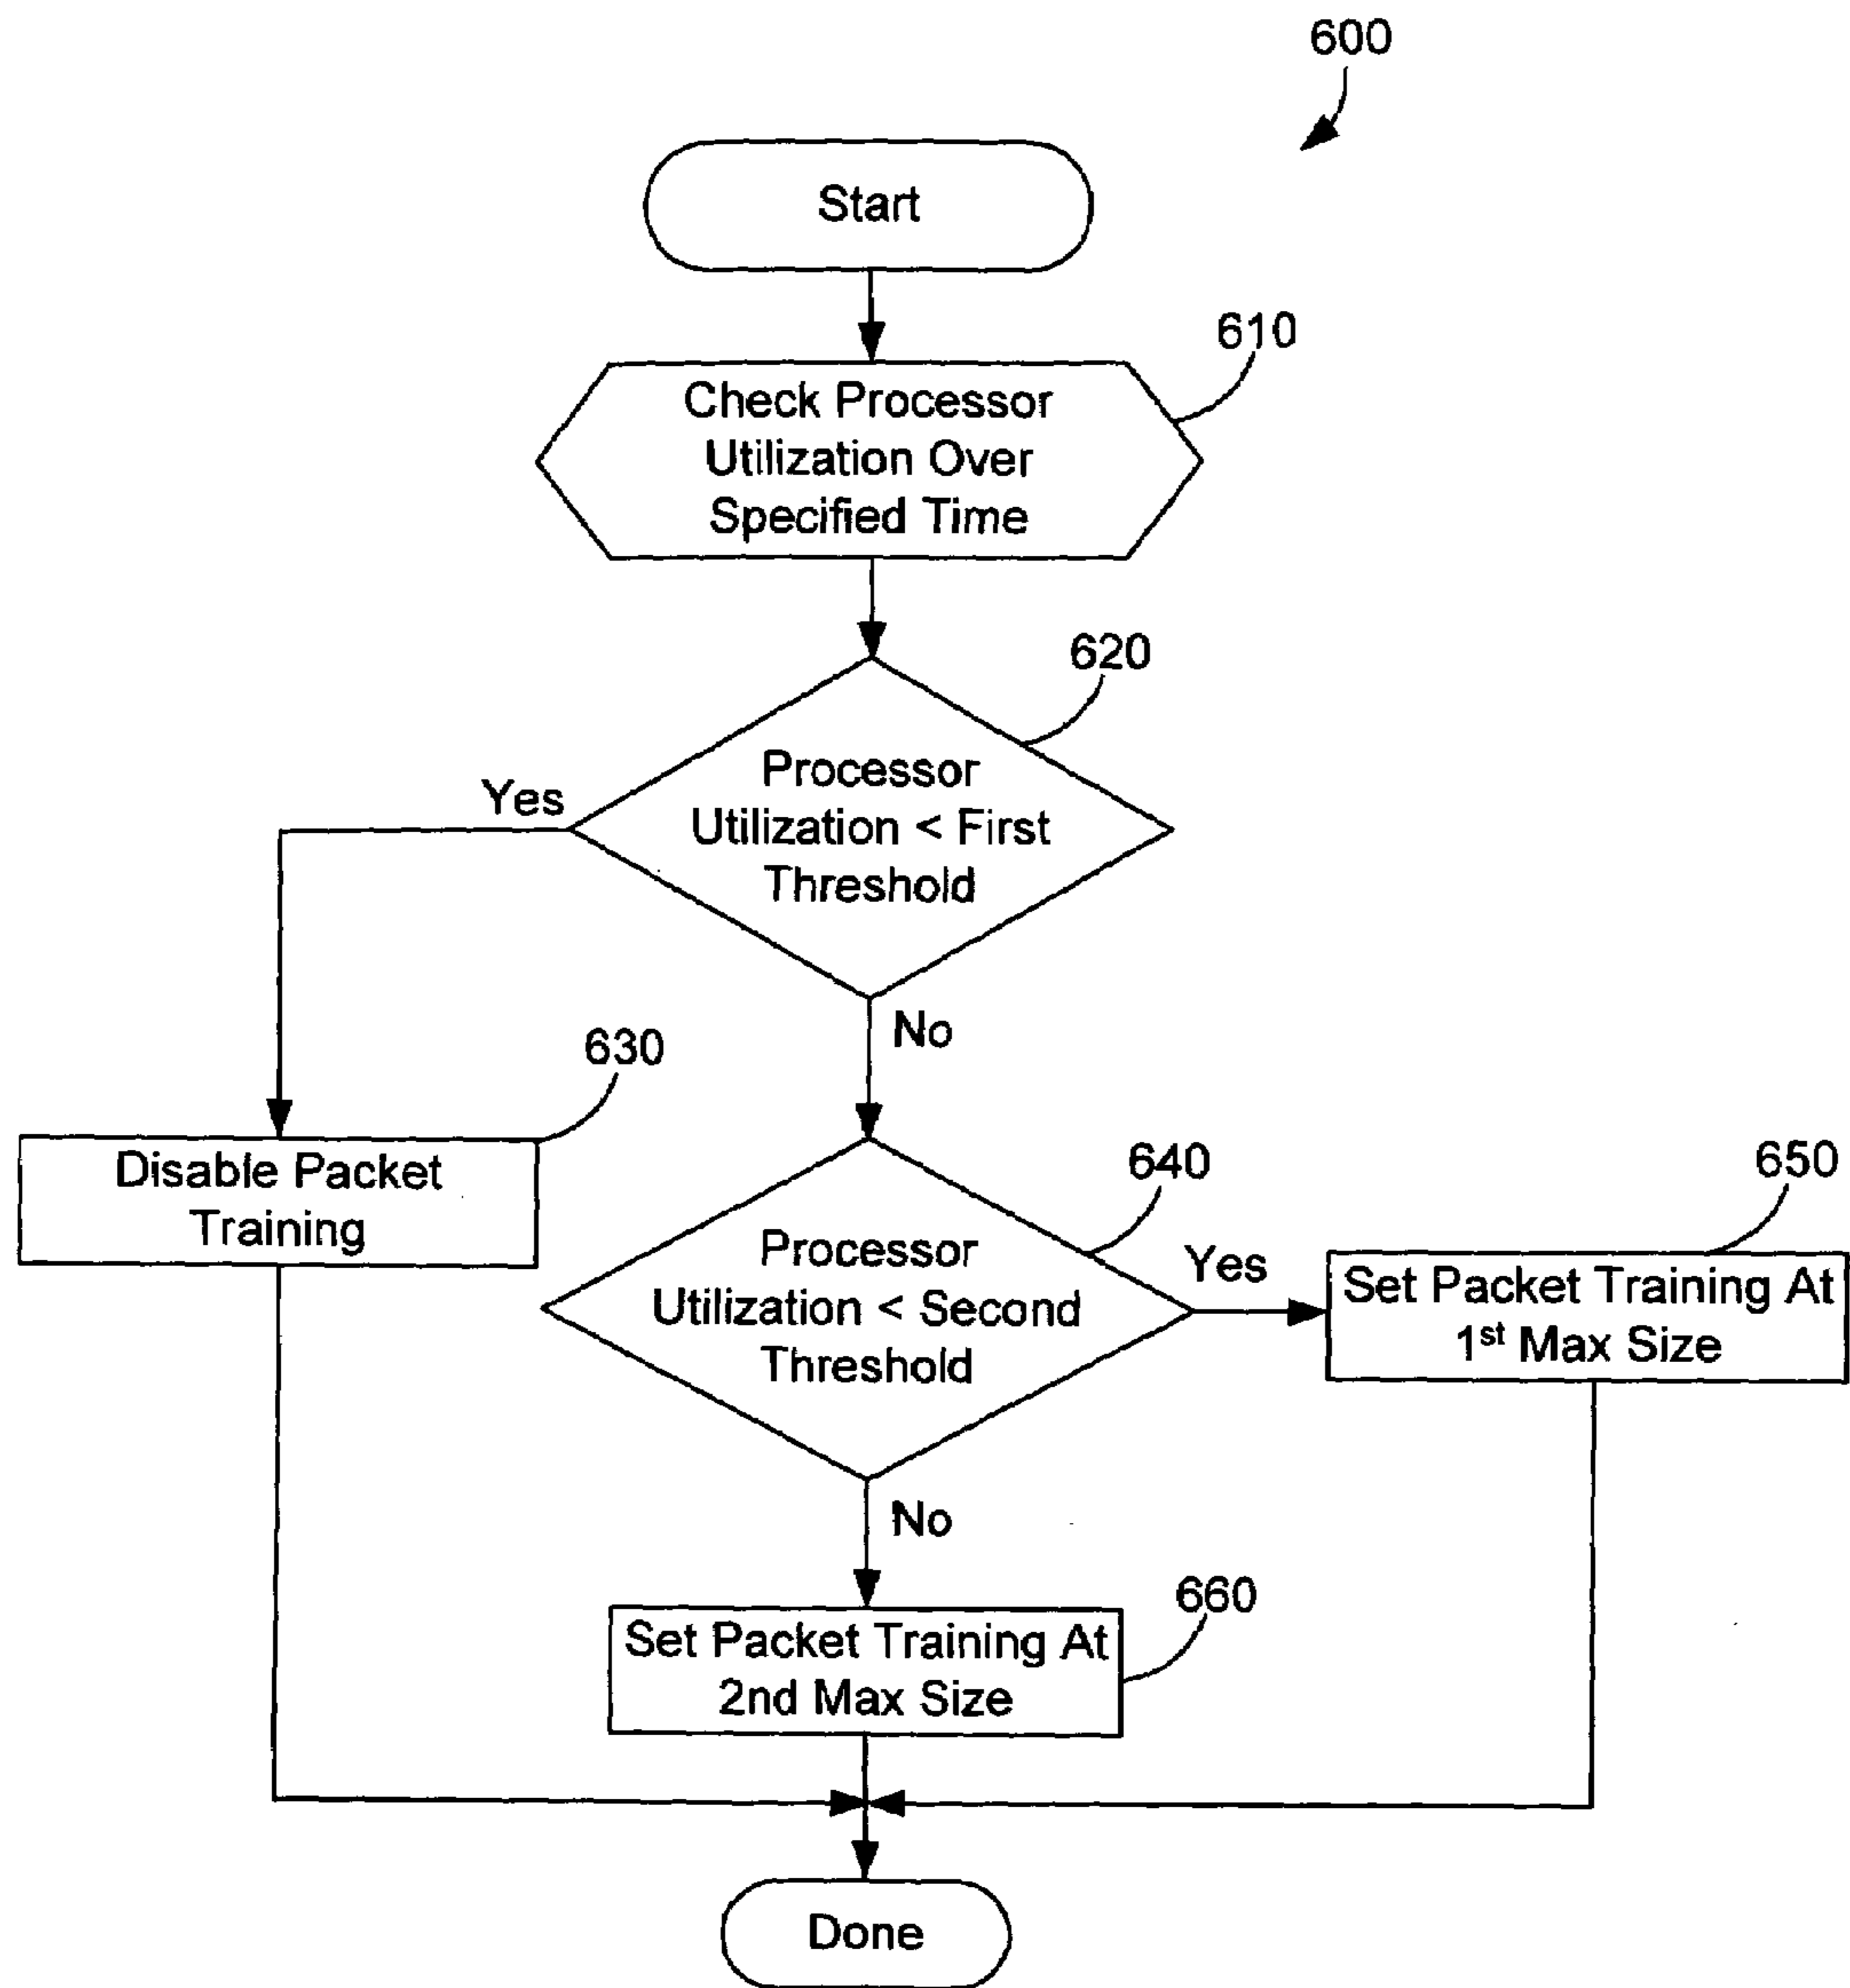 600
Start
610
Check Processor
Utilization Over
Specified Time
620
Processor
Utilization < First
Threshold
Yes
No
630
Disable Packet
Training
640
Processor
Utilization < Second
Threshold
Yes
650
Set Packet Training At
1st Max Size
No
660
Set Packet Training At
2nd Max Size
Done